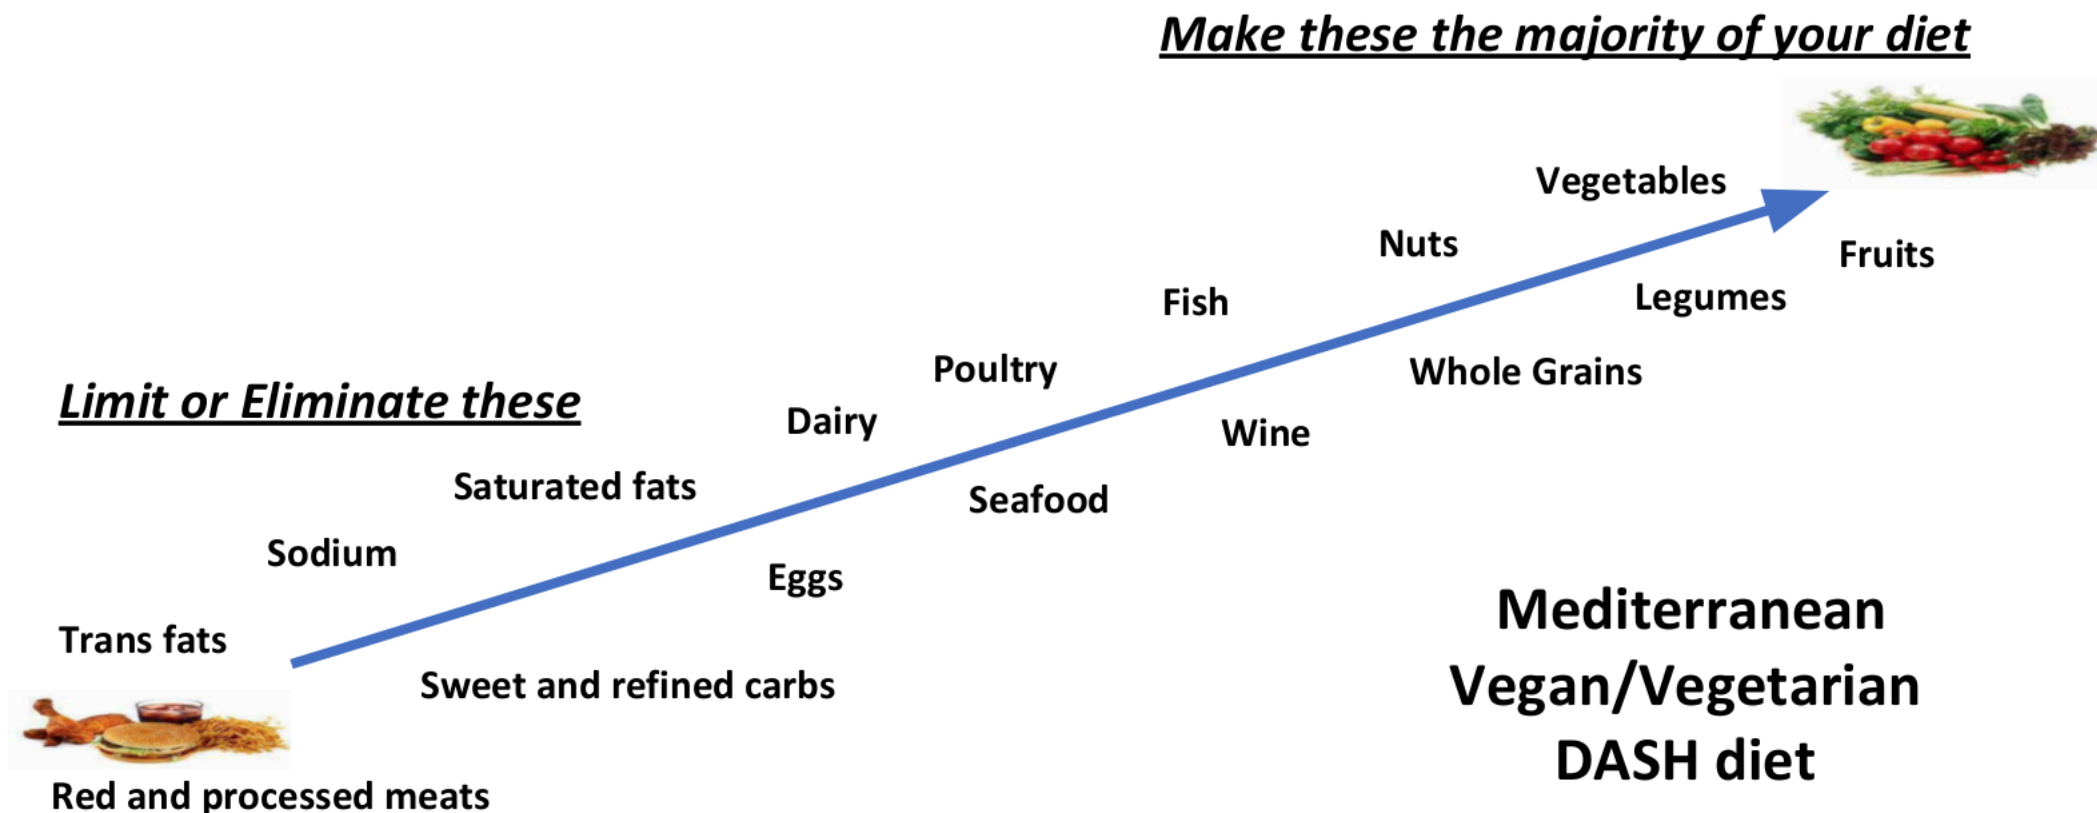 Make these the majority of your diet
Vegetables
Nuts
Fruits
Legumes
Fish
Poultry
Whole Grains
Limit or Eliminate these
Dairy
Wine
Saturated fats
Seafood
Sodium
Eggs
Trans fats
Sweet and refined carbs
Red and processed meats
Mediterranean
Vegan/Vegetarian
DASH diet